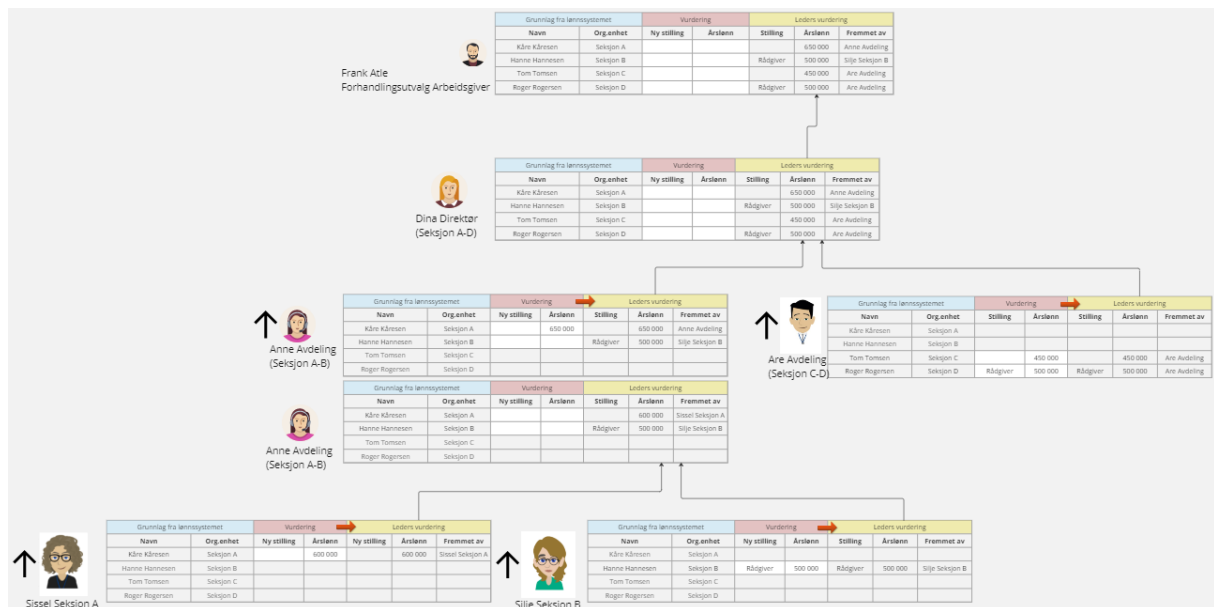 Grunnlag fra lønnssystemet Vurdering Leders vurdering
Navn Org.enhet Ny stilling Årslønn Stilling Årslønn Fremmet av
Kåre Kåresen Seksjon A 650 000 Anne Avdeling
Hanne Hannesen Seksjon B Rådgiver 500 000 Silje Seksjon B
Tom Tomsen Seksjon C 450 000 Are Avdeling
Roger Rogersen Seksjon D Rådgiver 500 000 Are Avdeling
Frank Atle
Forhandlingsutvalg Arbeidsgiver
Grunnlag fra lønnssystemet Vurdering Leders vurdering
Navn Org.enhet Ny stilling Årslønn Stilling Årslønn Fremmet av
Kåre Kåresen Seksjon A 650 000 Anne Avdeling
Hanne Hannesen Seksjon B Rådgiver 500 000 Silje Seksjon B
Tom Tomsen Seksjon C 450 000 Are Avdeling
Roger Rogersen Seksjon D Rådgiver 500 000 Are Avdeling
Dina Direktør
(Seksjon A-D)
Grunnlag fra lønnssystemet Vurdering Leders vurdering
Navn Org.enhet Ny stilling Årslønn Stilling Årslønn Fremmet av
Kåre Kåresen Seksjon A 650 000 650 000 Anne Avdeling
Hanne Hannesen Seksjon B Rådgiver 500 000 Silje Seksjon B
Tom Tomsen Seksjon C
Roger Rogersen Seksjon D
Anne Avdeling
(Seksjon A-B)
Grunnlag fra lønnssystemet Vurdering Leders vurdering
Navn Org.enhet Stilling Årslønn Stilling Årslønn Fremmet av
Kåre Kåresen Seksjon A
Hanne Hannesen Seksjon B
Tom Tomsen Seksjon C 450 000 450 000 Are Avdeling
Roger Rogersen Seksjon D Rådgiver 500 000 Rådgiver 500 000 Are Avdeling
Are Avdeling
(Seksjon C-D)
Grunnlag fra lønnssystemet Vurdering Leders vurdering
Navn Org.enhet Ny stilling Årslønn Stilling Årslønn Fremmet av
Kåre Kåresen Seksjon A 600 000 Sissel Seksjon A
Hanne Hannesen Seksjon B Rådgiver 500 000 Silje Seksjon B
Tom Tomsen Seksjon C
Roger Rogersen Seksjon D
Anne Avdeling
(Seksjon A-B)
Grunnlag fra lønnssystemet Vurdering Leders vurdering
Navn Org.enhet Ny stilling Årslønn Ny stilling Årslønn Fremmet av
Kåre Kåresen Seksjon A 600 000 600 000 Sissel Seksjon A
Hanne Hannesen Seksjon B
Tom Tomsen Seksjon C
Roger Rogersen Seksjon D
Sissel Seksjon A
Grunnlag fra lønnssystemet Vurdering Leders vurdering
Navn Org.enhet Ny stilling Årslønn Stilling Årslønn Fremmet av
Kåre Kåresen Seksjon A
Hanne Hannesen Seksjon B Rådgiver 500 000 Rådgiver 500 000 Silje Seksjon B
Tom Tomsen Seksjon C
Roger Rogersen Seksjon D
Silje Seksjon B